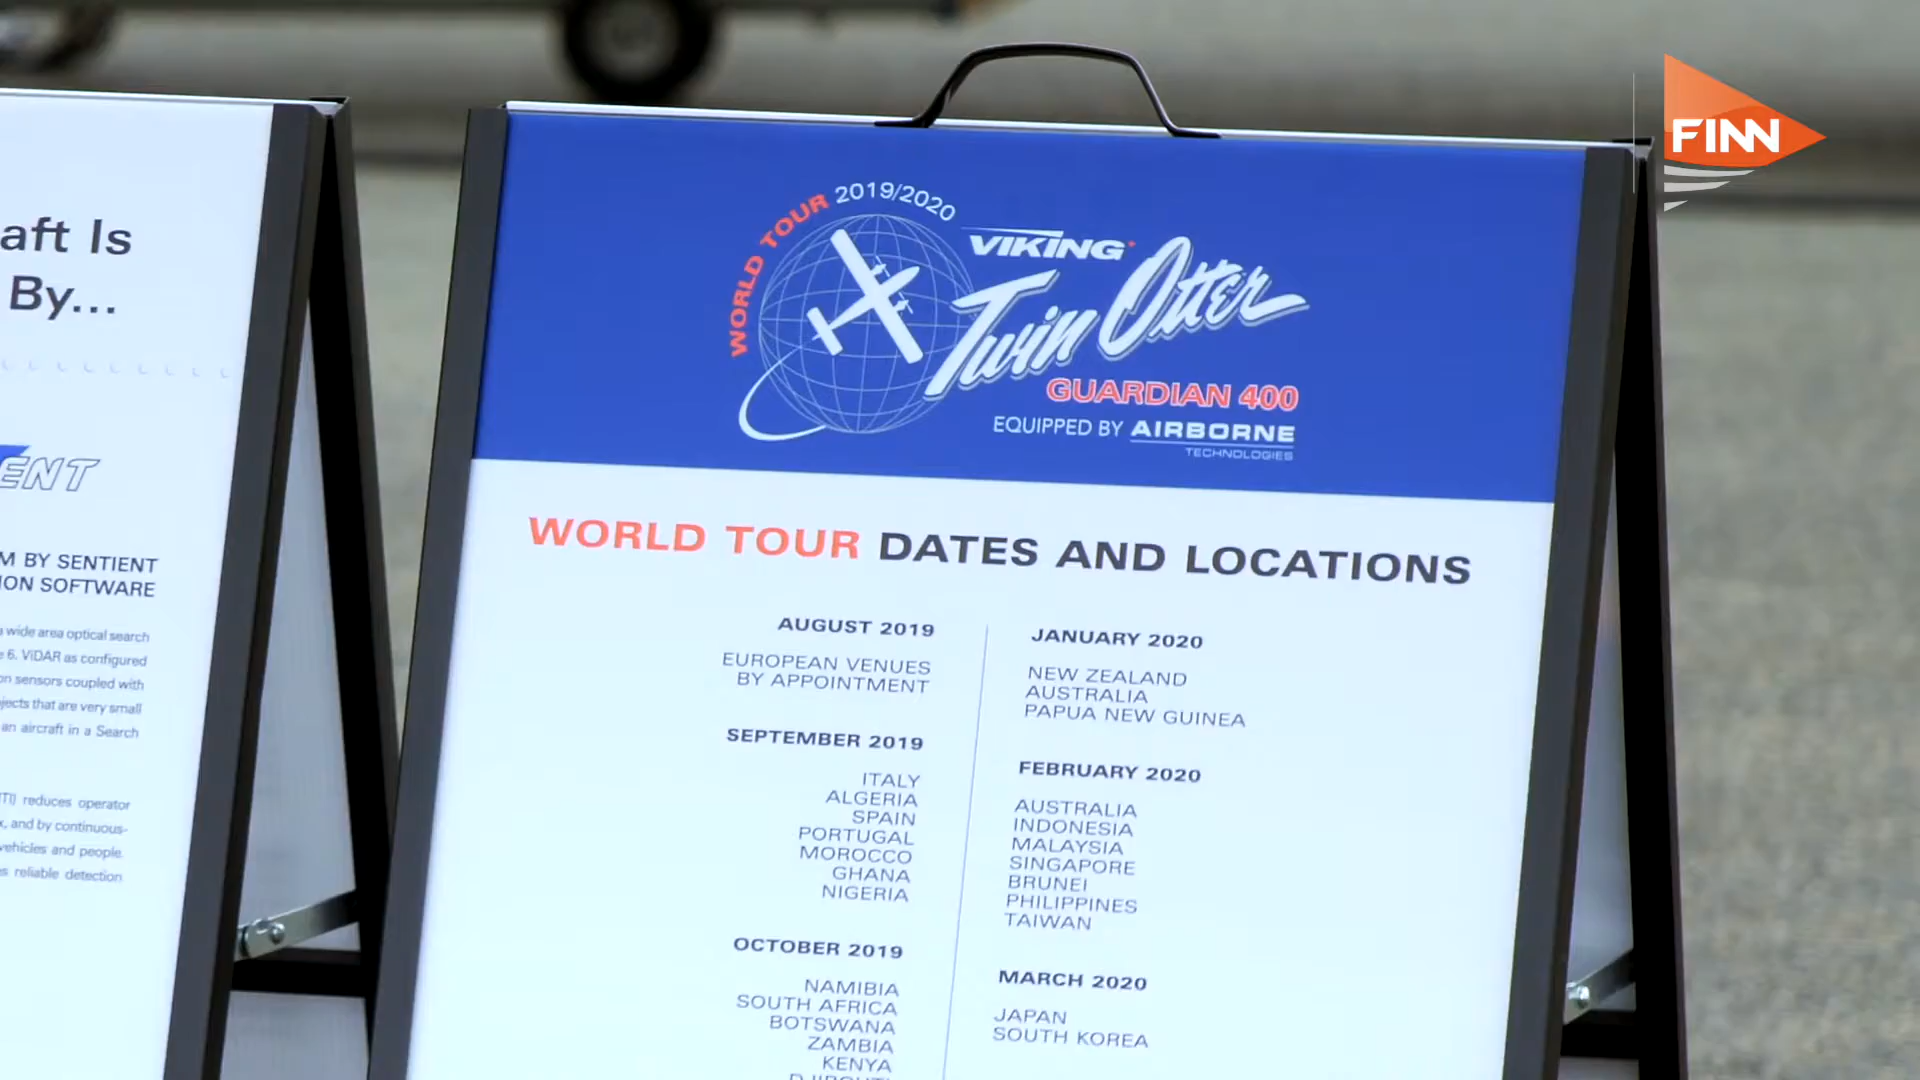 aft Is
By...
ENT
M BY SENTIENT
ION SOFTWARE
a wide area optical search
e 6. ViDAR as configured
on sensors coupled with
jects that are very small
an aircraft in a Search
TI) reduces operator
x, and by continuous-
vehicles and people.
s reliable detection
FINN
WORLD TOUR 2019/2020
VIKING
Twin Otter
GUARDIAN 400
EQUIPPED BY AIRBORNE
TECHNOLOGIES
WORLD TOUR DATES AND LOCATIONS
AUGUST 2019
EUROPEAN VENUES
BY APPOINTMENT
SEPTEMBER 2019
ITALY
ALGERIA
SPAIN
PORTUGAL
MOROCCO
GHANA
NIGERIA
OCTOBER 2019
NAMIBIA
SOUTH AFRICA
BOTSWANA
ZAMBIA
KENYA
DJIBOUTI
JANUARY 2020
NEW ZEALAND
AUSTRALIA
PAPUA NEW GUINEA
FEBRUARY 2020
AUSTRALIA
INDONESIA
MALAYSIA
SINGAPORE
BRUNEI
PHILIPPINES
TAIWAN
MARCH 2020
JAPAN
SOUTH KOREA